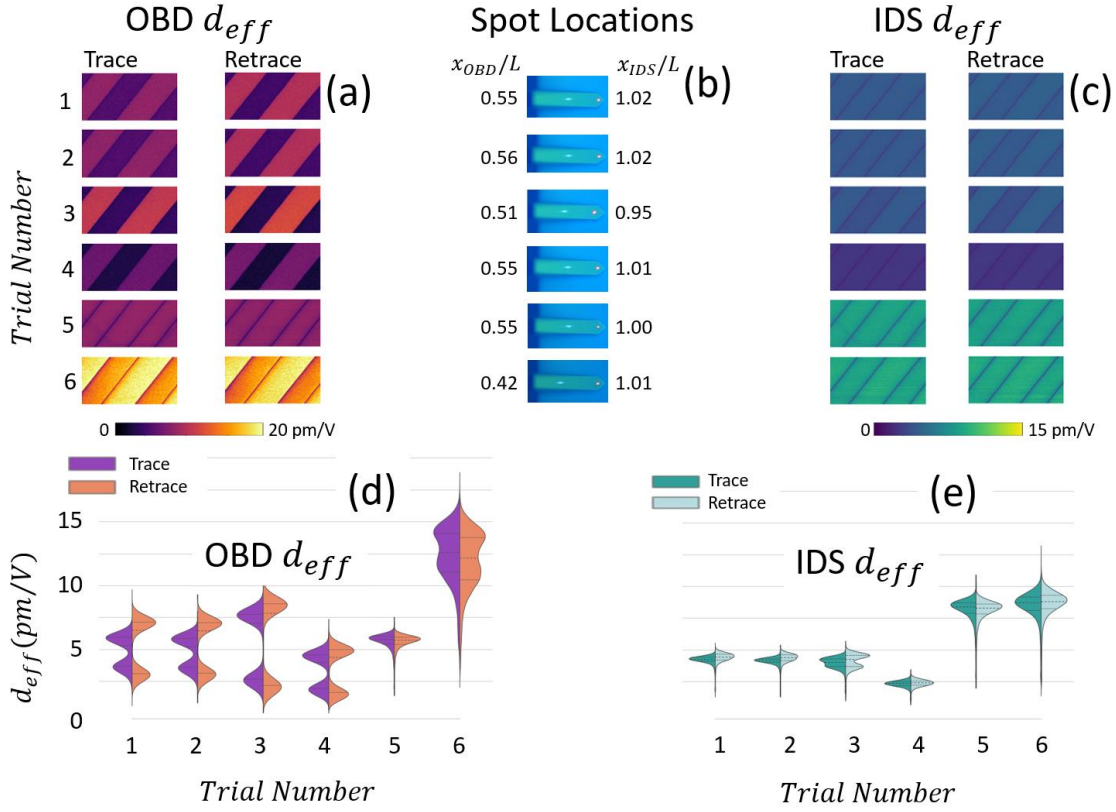 OBD d_eff
Trace Retrace
(a)
Trial Number
1
2
3
4
5
6
0 20 pm/V
Spot Locations
x_OBD/L x_IDS/L
(b)
0.55 1.02
0.56 1.02
0.51 0.95
0.55 1.01
0.55 1.00
0.42 1.01
IDS d_eff
Trace Retrace
(c)
0 15 pm/V
Trace
Retrace
(d)
OBD d_eff
d_eff(pm/V)
15
10
5
0
1 2 3 4 5 6
Trial Number
Trace
Retrace
(e)
IDS d_eff
1 2 3 4 5 6
Trial Number